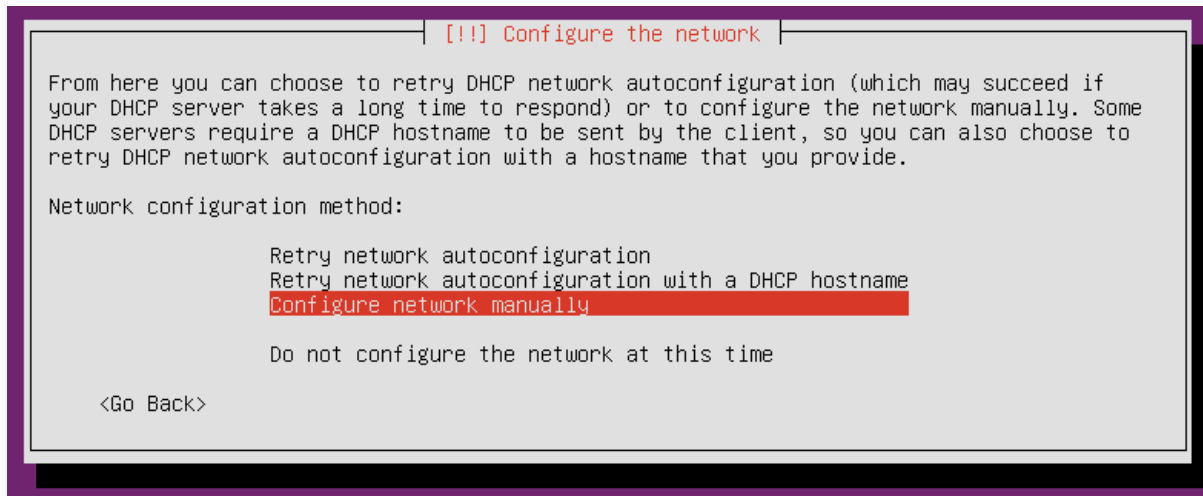 [!!] Configure the network
From here you can choose to retry DHCP network autoconfiguration (which may succeed if
your DHCP server takes a long time to respond) or to configure the network manually. Some
DHCP servers require a DHCP hostname to be sent by the client, so you can also choose to
retry DHCP network autoconfiguration with a hostname that you provide.
Network configuration method:
Retry network autoconfiguration
Retry network autoconfiguration with a DHCP hostname
Configure network manually
Do not configure the network at this time
<Go Back>